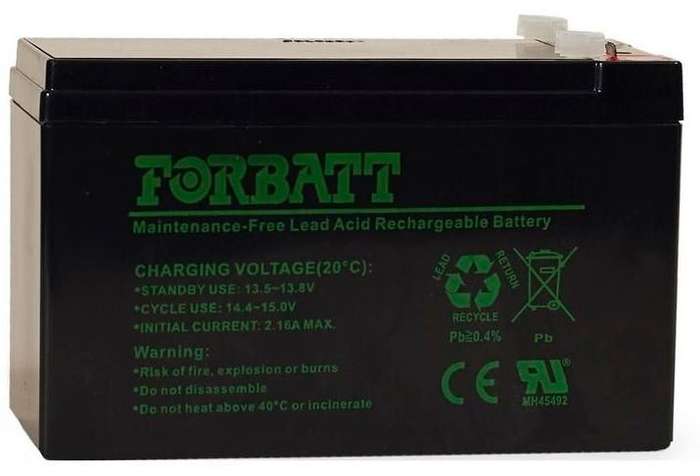 FORBATT
Maintenance-Free Lead Acid Rechargeable Battery
CHARGING VOLTAGE(20°C):
•STANDBY USE: 13.5~13.8V
•CYCLE USE: 14.4~15.0V
•INITIAL CURRENT: 2.16A MAX.
Warning:
•Risk of fire, explosion or burns
•Do not disassemble
•Do not heat above 40°C or incinerate
LEAD RETURN
RECYCLE
Pb≧0.4% Pb
CE RU®
MH45492